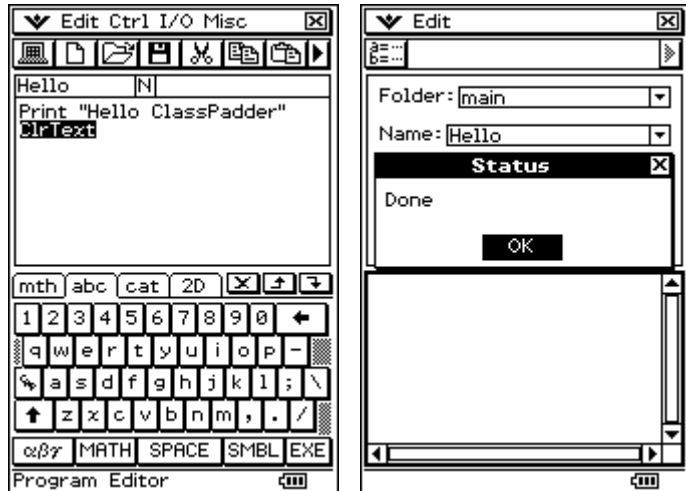 Edit Ctrl I/O Misc
Hello N
Print "Hello ClassPadder"
ClrText
mth abc cat 2D
1 2 3 4 5 6 7 8 9 0
q w e r t y u i o p -
a s d f g h j k l ; \
z x c v b n m , . /
αβγ MATH SPACE SMBL EXE
Program Editor
Edit
Folder: main
Name: Hello
Status
Done
OK